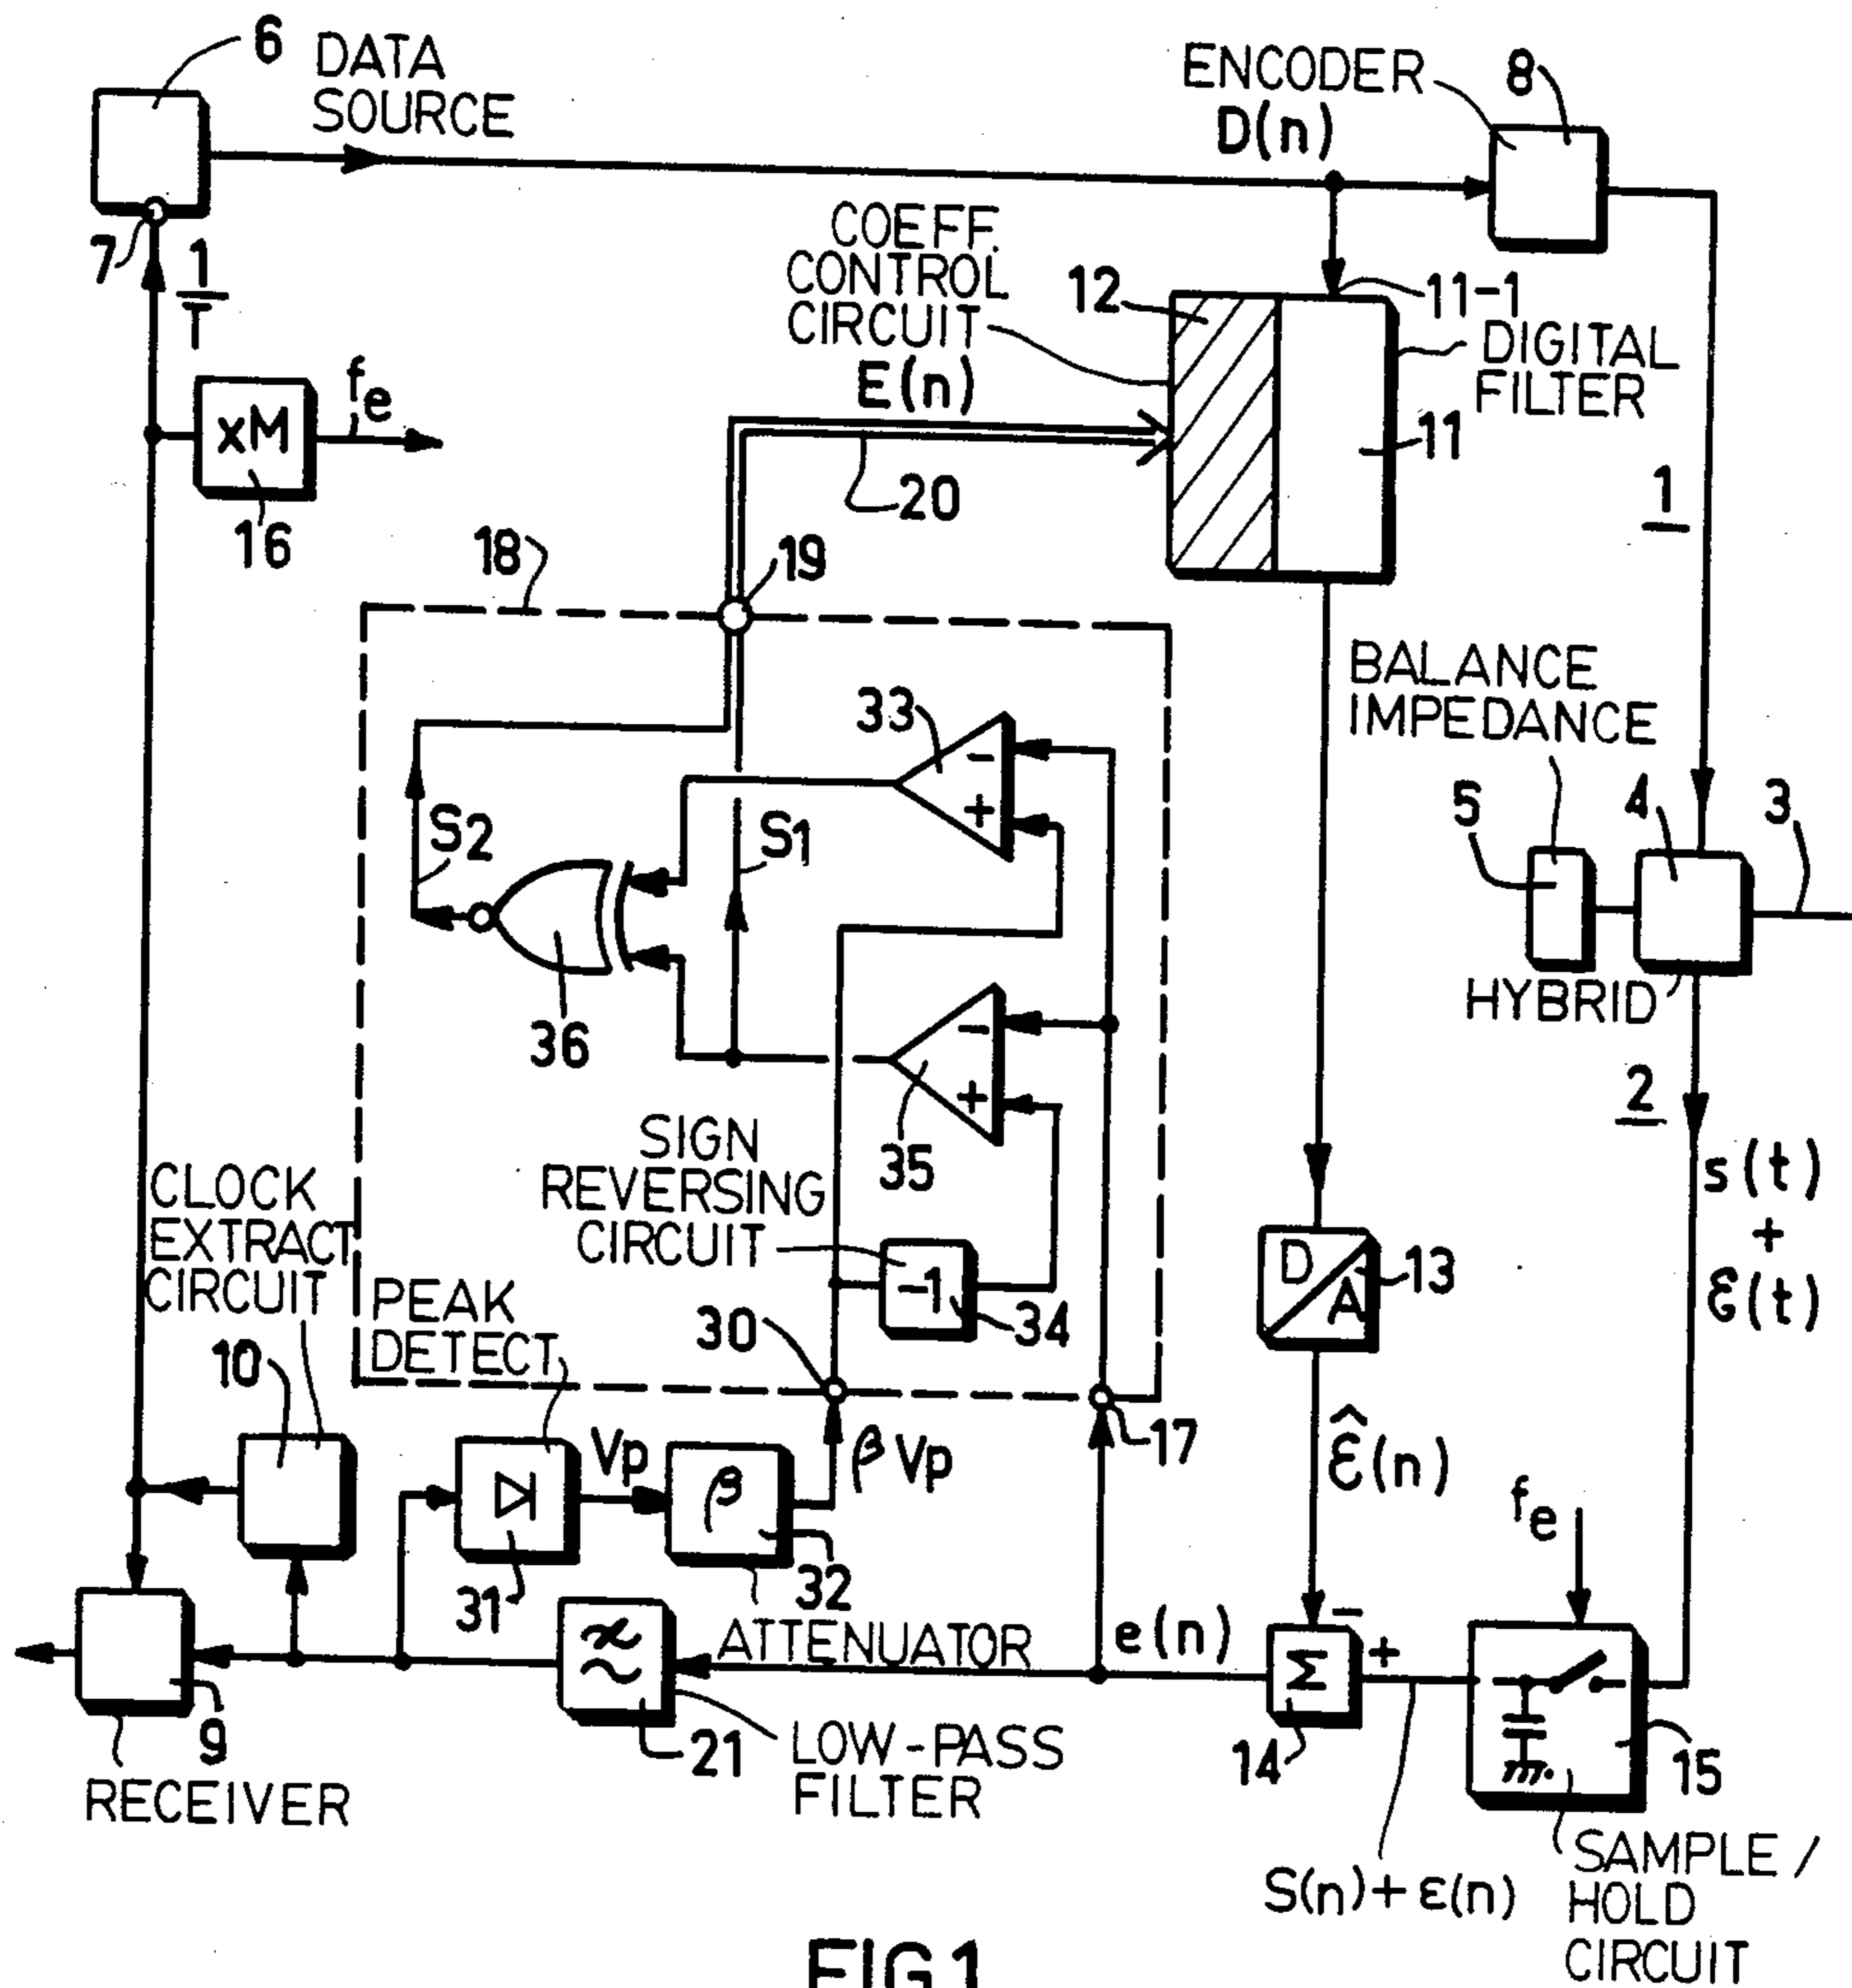 6 DATA
SOURCE
ENCODER
8
D(n)
7
1
T
COEFF.
CONTROL
CIRCUIT
12
11-1
DIGITAL
FILTER
E(n)
11
xM
fe
16
20
1
18
19
BALANCE
IMPEDANCE
33
-
+
5
4
3
S2
S1
36
HYBRID
-
+
35
2
s(t)
+
ε(t)
SIGN
REVERSING
CIRCUIT
CLOCK
EXTRACT
CIRCUIT
-1
34
D
A
13
PEAK
DETECT
30
10
17
Vp
β
βVp
ε̂(n)
fe
31
32
ATTENUATOR
e(n)
-
+
Σ
9
21
LOW-PASS
FILTER
14
15
RECEIVER
S(n)+ε(n)
SAMPLE/
HOLD
CIRCUIT
FIG.1